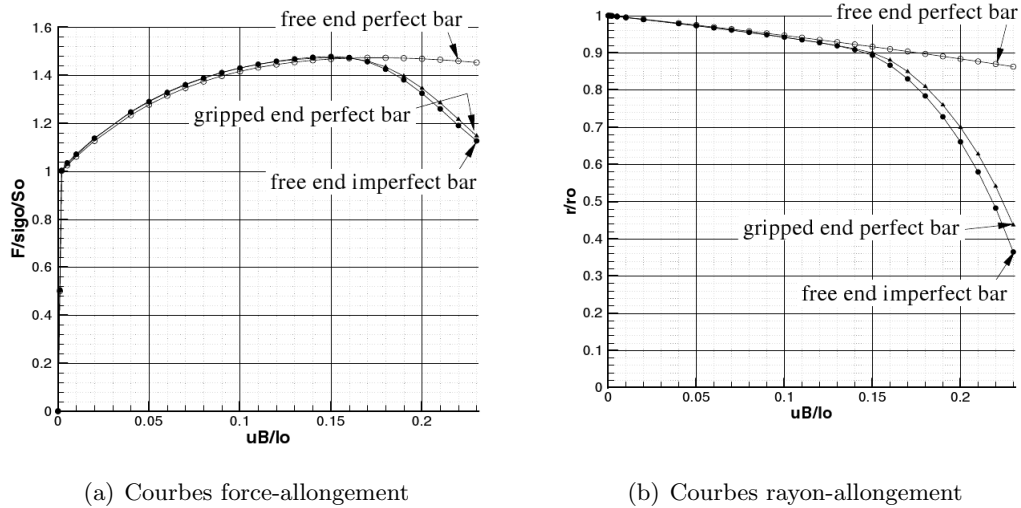 free end perfect bar
1.6
1.4
1.2
1
0.8
0.6
0.4
0.2
0
F/sigo/So
gripped end perfect bar
free end imperfect bar
0
0.05
0.1
0.15
0.2
uB/lo
(a) Courbes force-allongement
free end perfect bar
1
0.9
0.8
0.7
0.6
0.5
0.4
0.3
0.2
0.1
0
r/ro
gripped end perfect bar
free end imperfect bar
0
0.05
0.1
0.15
0.2
uB/lo
(b) Courbes rayon-allongement